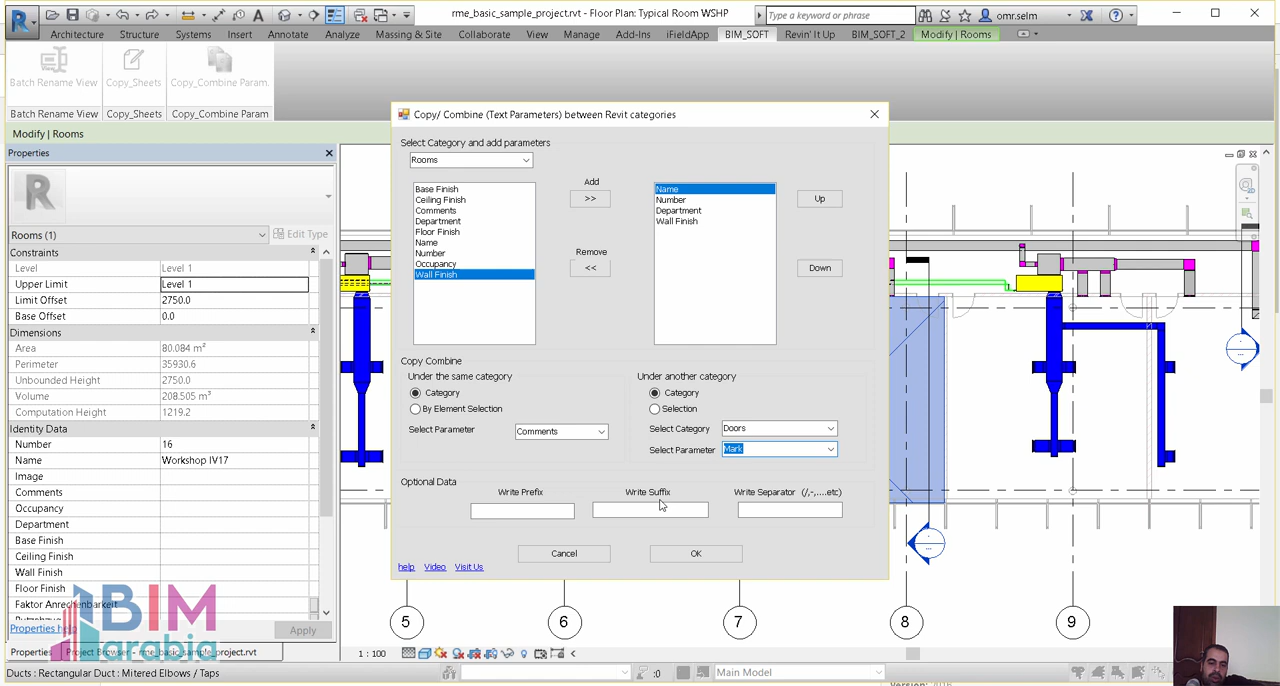 rme_basic_sample_project.rvt - Floor Plan: Typical Room WSHP
Type a keyword or phrase
omr.selm
Architecture Structure Systems Insert Annotate Analyze Massing & Site Collaborate View Manage Add-Ins iFieldApp BIM_SOFT Revin' It Up BIM_SOFT_2 Modify | Rooms
Batch Rename View Copy_Sheets Copy_Combine Param.
Batch Rename View Copy_Sheets Copy_Combine Param
Modify | Rooms
Properties
Rooms (1)
Edit Type
Constraints
Level Level 1
Upper Limit Level 1
Limit Offset 2750.0
Base Offset 0.0
Dimensions
Area 80.084 m²
Perimeter 35930.6
Unbounded Height 2750.0
Volume 208.505 m³
Computation Height 1219.2
Identity Data
Number 16
Name Workshop IV17
Image
Comments
Occupancy
Department
Base Finish
Ceiling Finish
Wall Finish
Floor Finish
Faktor Anrechenbarkeit
Properties help
Apply
BIM
arabia
Properties Project Browser - rme_basic_sample_project.rvt
Ducts : Rectangular Duct : Mitered Elbows / Taps
Copy/ Combine (Text Parameters) between Revit categories
Select Category and add parameters
Rooms
Base Finish
Ceiling Finish
Comments
Department
Floor Finish
Name
Number
Occupancy
Wall Finish
Add
>>
Remove
<<
Name
Number
Department
Wall Finish
Up
Down
Copy Combine
Under the same category
Category
By Element Selection
Select Parameter Comments
Under another category
Category
Selection
Select Category Doors
Select Parameter Mark
Optional Data
Write Prefix Write Suffix Write Separator (/,-,....etc)
Cancel OK
help Video Visit Us
5 6 7 8 9
1 : 100
:0
Main Model